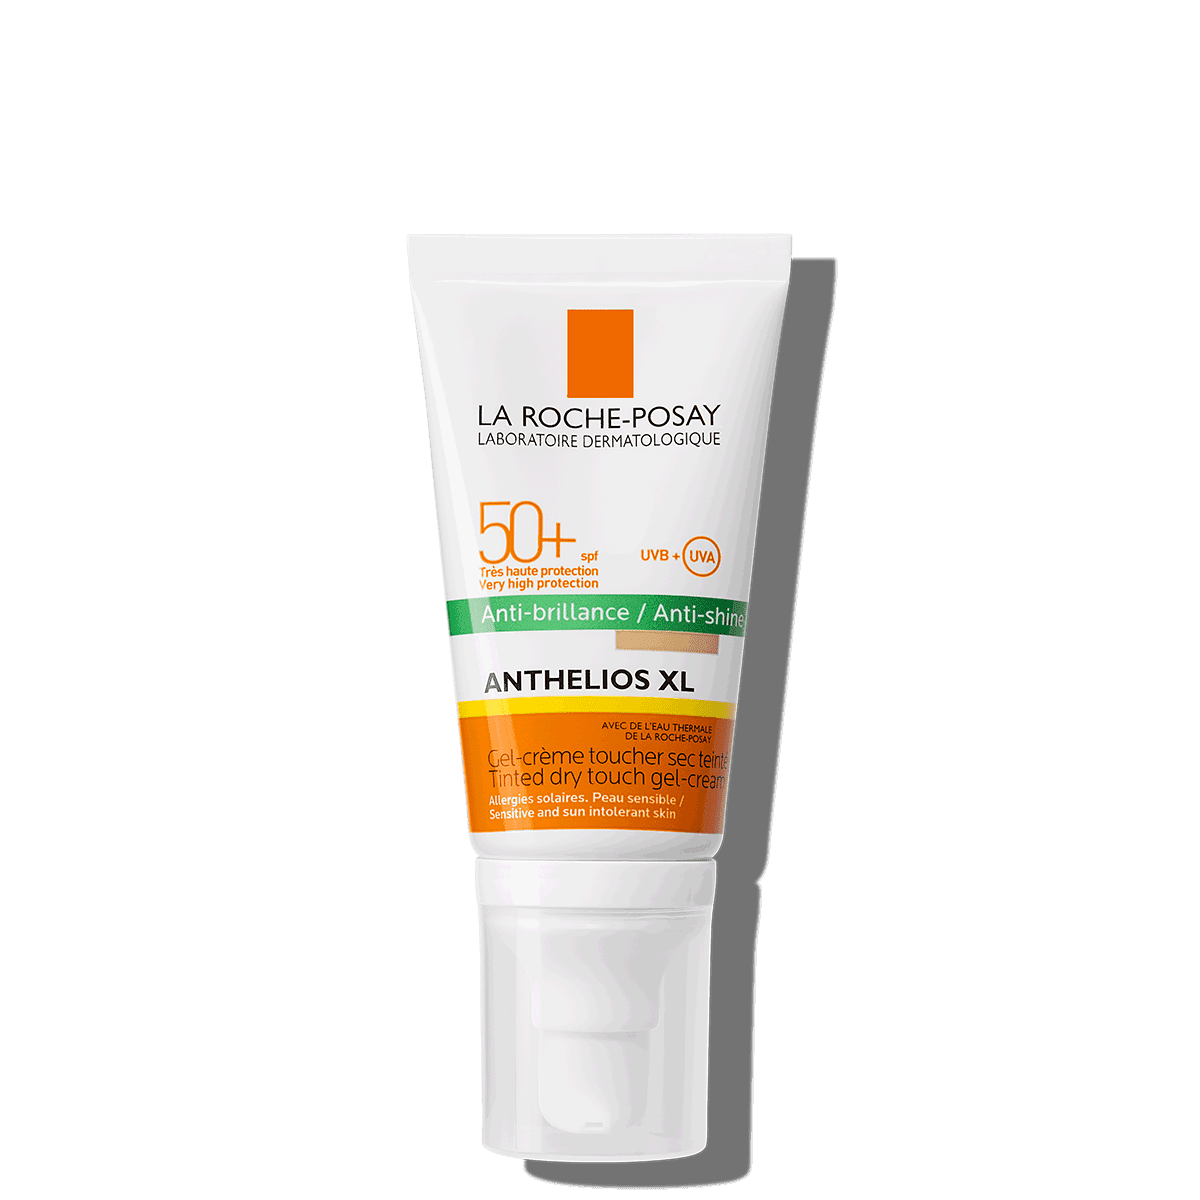 LA ROCHE-POSAY
LABORATOIRE DERMATOLOGIQUE
50+ spf
UVB + UVA
Très haute protection
Very high protection
Anti-brillance / Anti-shine
ANTHELIOS XL
AVEC DE L'EAU THERMALE
DE LA ROCHE-POSAY
Gel-crème toucher sec teinté
Tinted dry touch gel-cream
Allergies solaires. Peau sensible /
Sensitive and sun intolerant skin